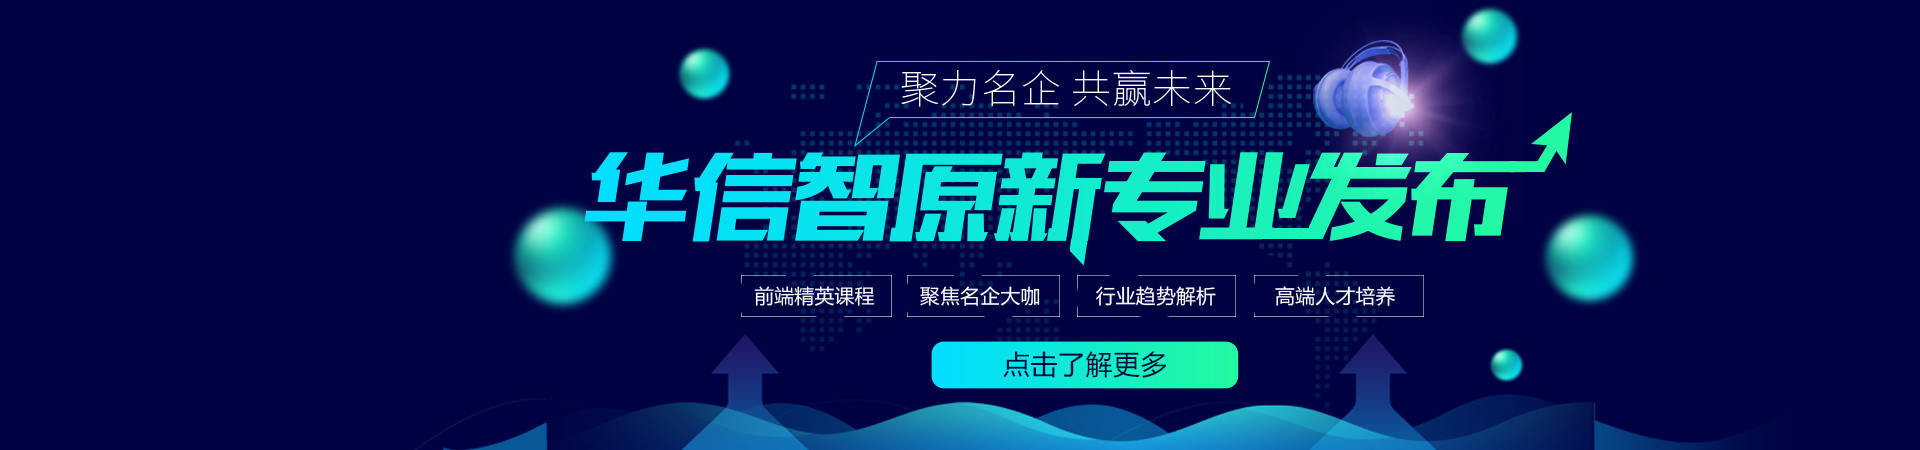 聚力名企 共赢未来
华信智原新专业发布
前端精英课程 聚焦名企大咖 行业趋势解析 高端人才培养
点击了解更多